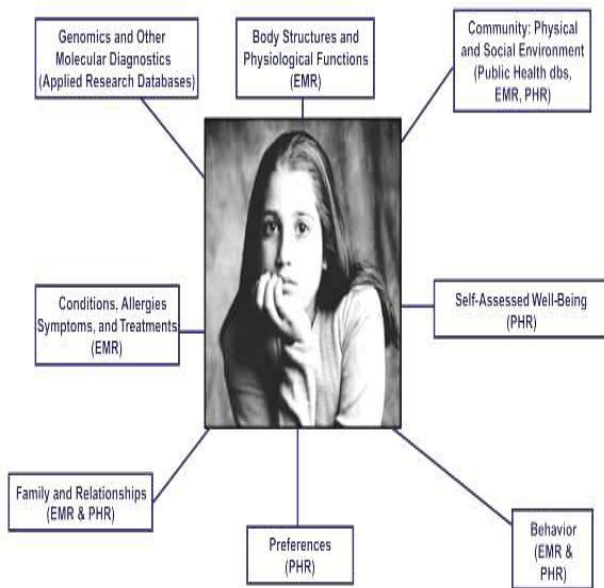 Genomics and Other
Molecular Diagnostics
(Applied Research Databases)
Body Structures and
Physiological Functions
(EMR)
Community: Physical
and Social Environment
(Public Health dbs,
EMR, PHR)
Conditions, Allergies
Symptoms, and Treatments
(EMR)
Self-Assessed Well-Being
(PHR)
Family and Relationships
(EMR & PHR)
Preferences
(PHR)
Behavior
(EMR &
PHR)